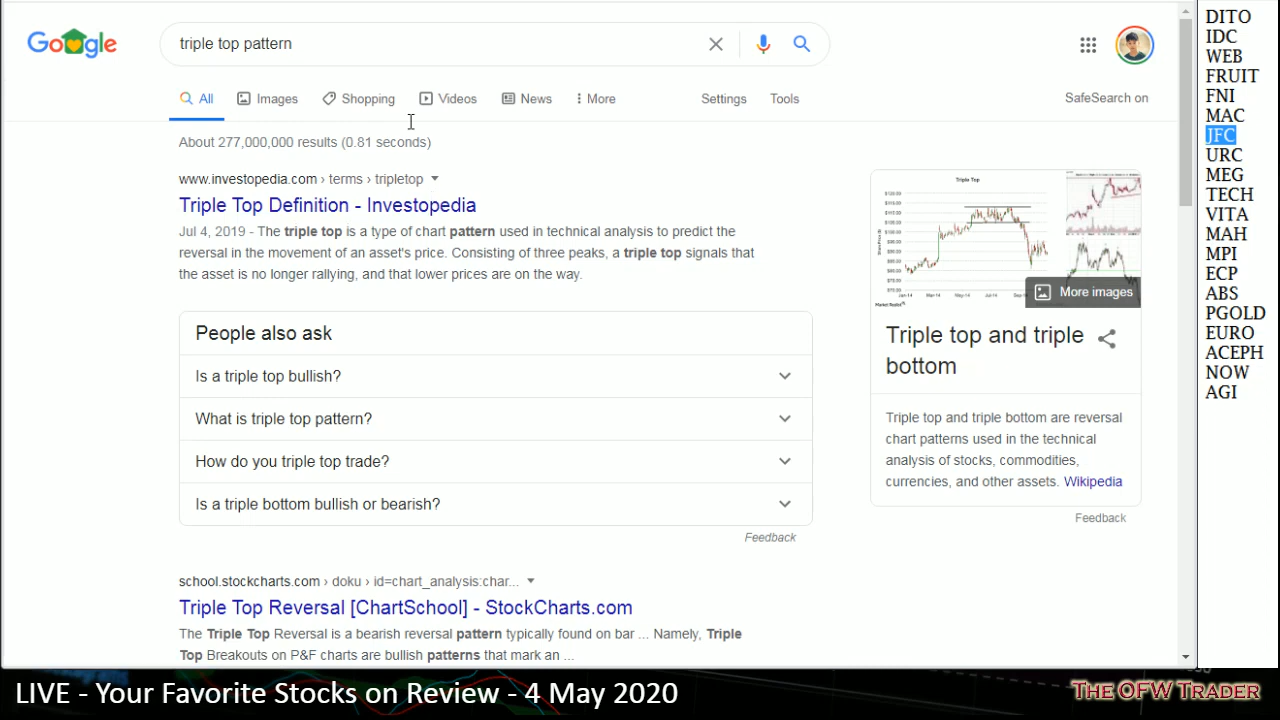 Google
triple top pattern
All
Images
Shopping
Videos
News
More
Settings
Tools
SafeSearch on
About 277,000,000 results (0.81 seconds)
www.investopedia.com › terms › tripletop
Triple Top Definition - Investopedia
Jul 4, 2019 - The triple top is a type of chart pattern used in technical analysis to predict the
reversal in the movement of an asset's price. Consisting of three peaks, a triple top signals that
the asset is no longer rallying, and that lower prices are on the way.
People also ask
Is a triple top bullish?
What is triple top pattern?
How do you triple top trade?
Is a triple bottom bullish or bearish?
Feedback
school.stockcharts.com › doku › id=chart_analysis:char...
Triple Top Reversal [ChartSchool] - StockCharts.com
The Triple Top Reversal is a bearish reversal pattern typically found on bar ... Namely, Triple
Top Breakouts on P&F charts are bullish patterns that mark an ...
Triple Top
More images
Triple top and triple
bottom
Triple top and triple bottom are reversal
chart patterns used in the technical
analysis of stocks, commodities,
currencies, and other assets. Wikipedia
Feedback
DITO
IDC
WEB
FRUIT
FNI
MAC
JFC
URC
MEG
TECH
VITA
MAH
MPI
ECP
ABS
PGOLD
EURO
ACEPH
NOW
AGI
LIVE - Your Favorite Stocks on Review - 4 May 2020
THE OFW TRADER